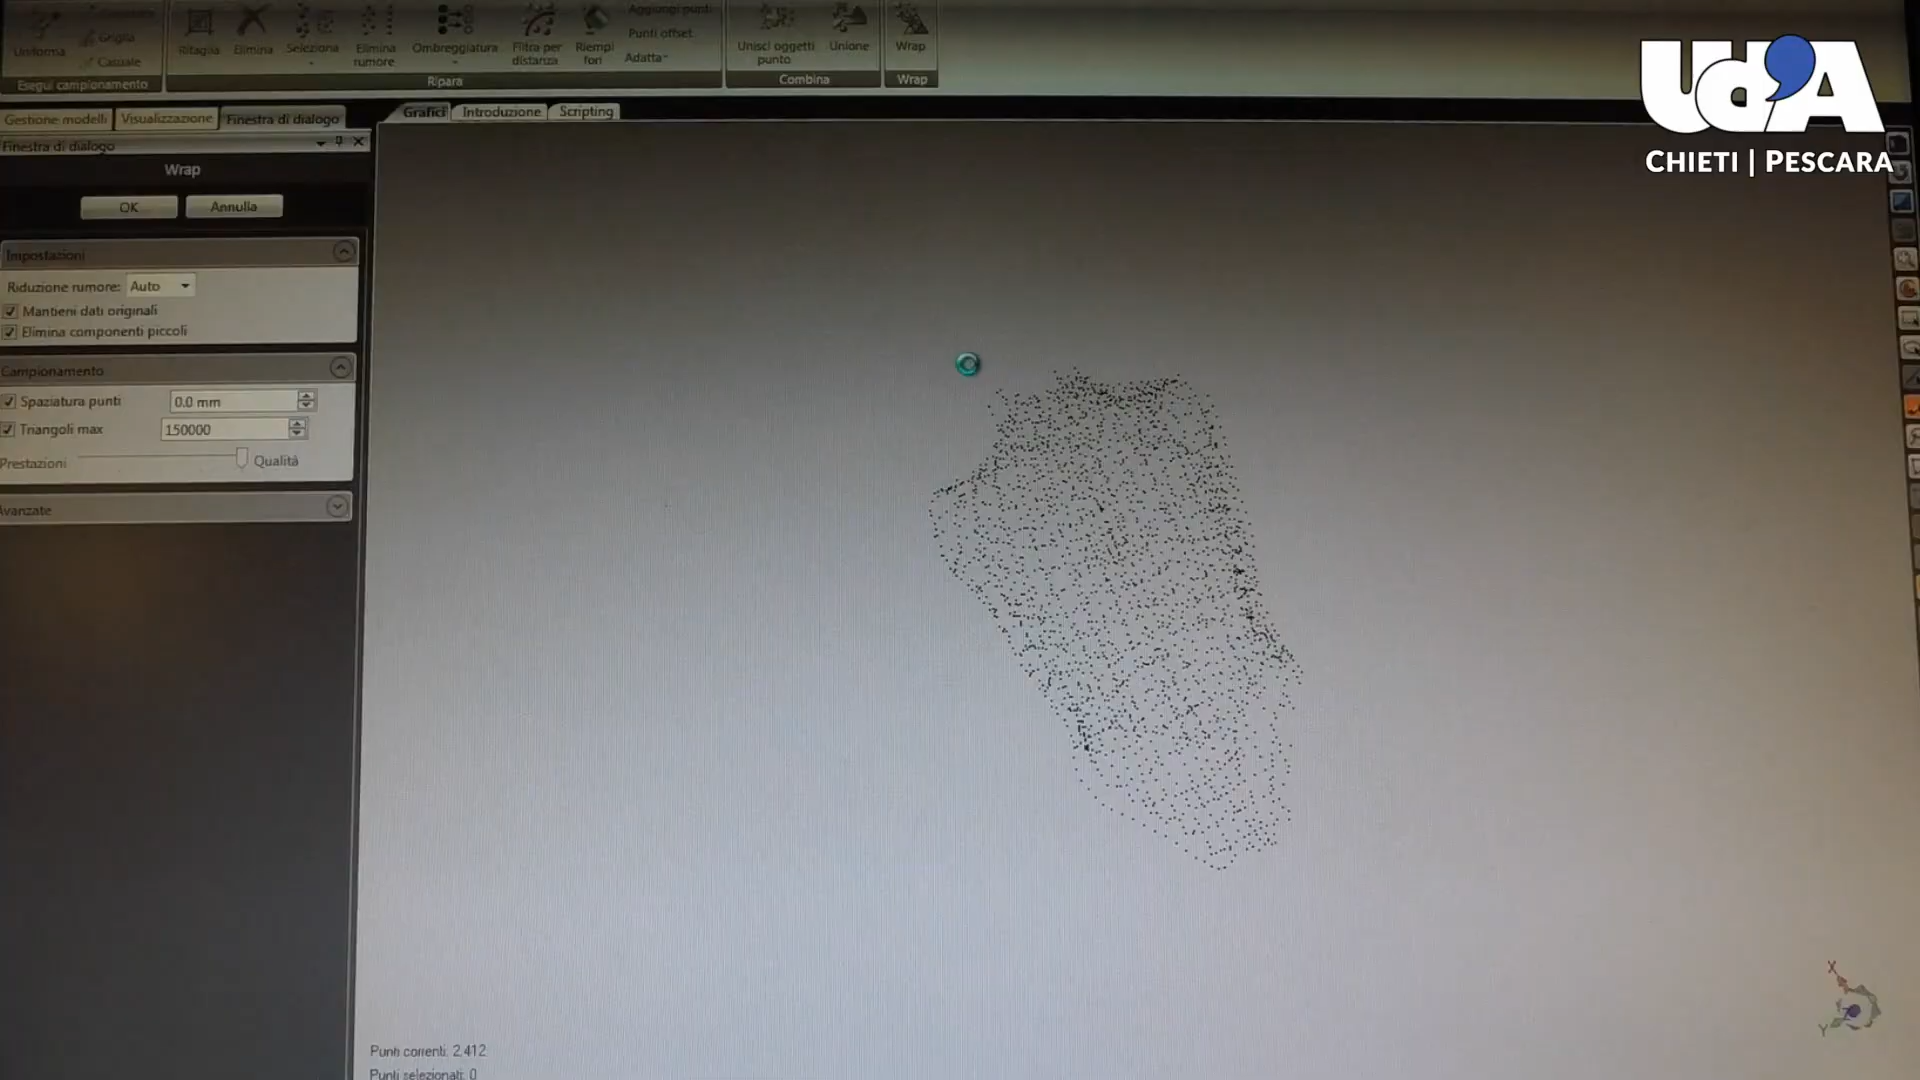 Uniforma
Griglia
Casuale
Esegui campionamento
Ritaglia
Elimina
Seleziona
Elimina rumore
Ombreggiatura
Filtra per distanza
Riempi fori
Aggiungi punti
Punti offset
Adatta
Ripara
Unisci oggetti punto
Unione
Combina
Wrap
Wrap
UdA
CHIETI | PESCARA
Gestione modelli
Visualizzazione
Finestra di dialogo
Grafici
Introduzione
Scripting
Finestra di dialogo
Wrap
OK
Annulla
Impostazioni
Riduzione rumore: Auto
Mantieni dati originali
Elimina componenti piccoli
Campionamento
Spaziatura punti 0.0 mm
Triangoli max 150000
Prestazioni Qualità
Avanzate
X
Y
Z
Punti correnti: 2.412
Punti selezionati: 0